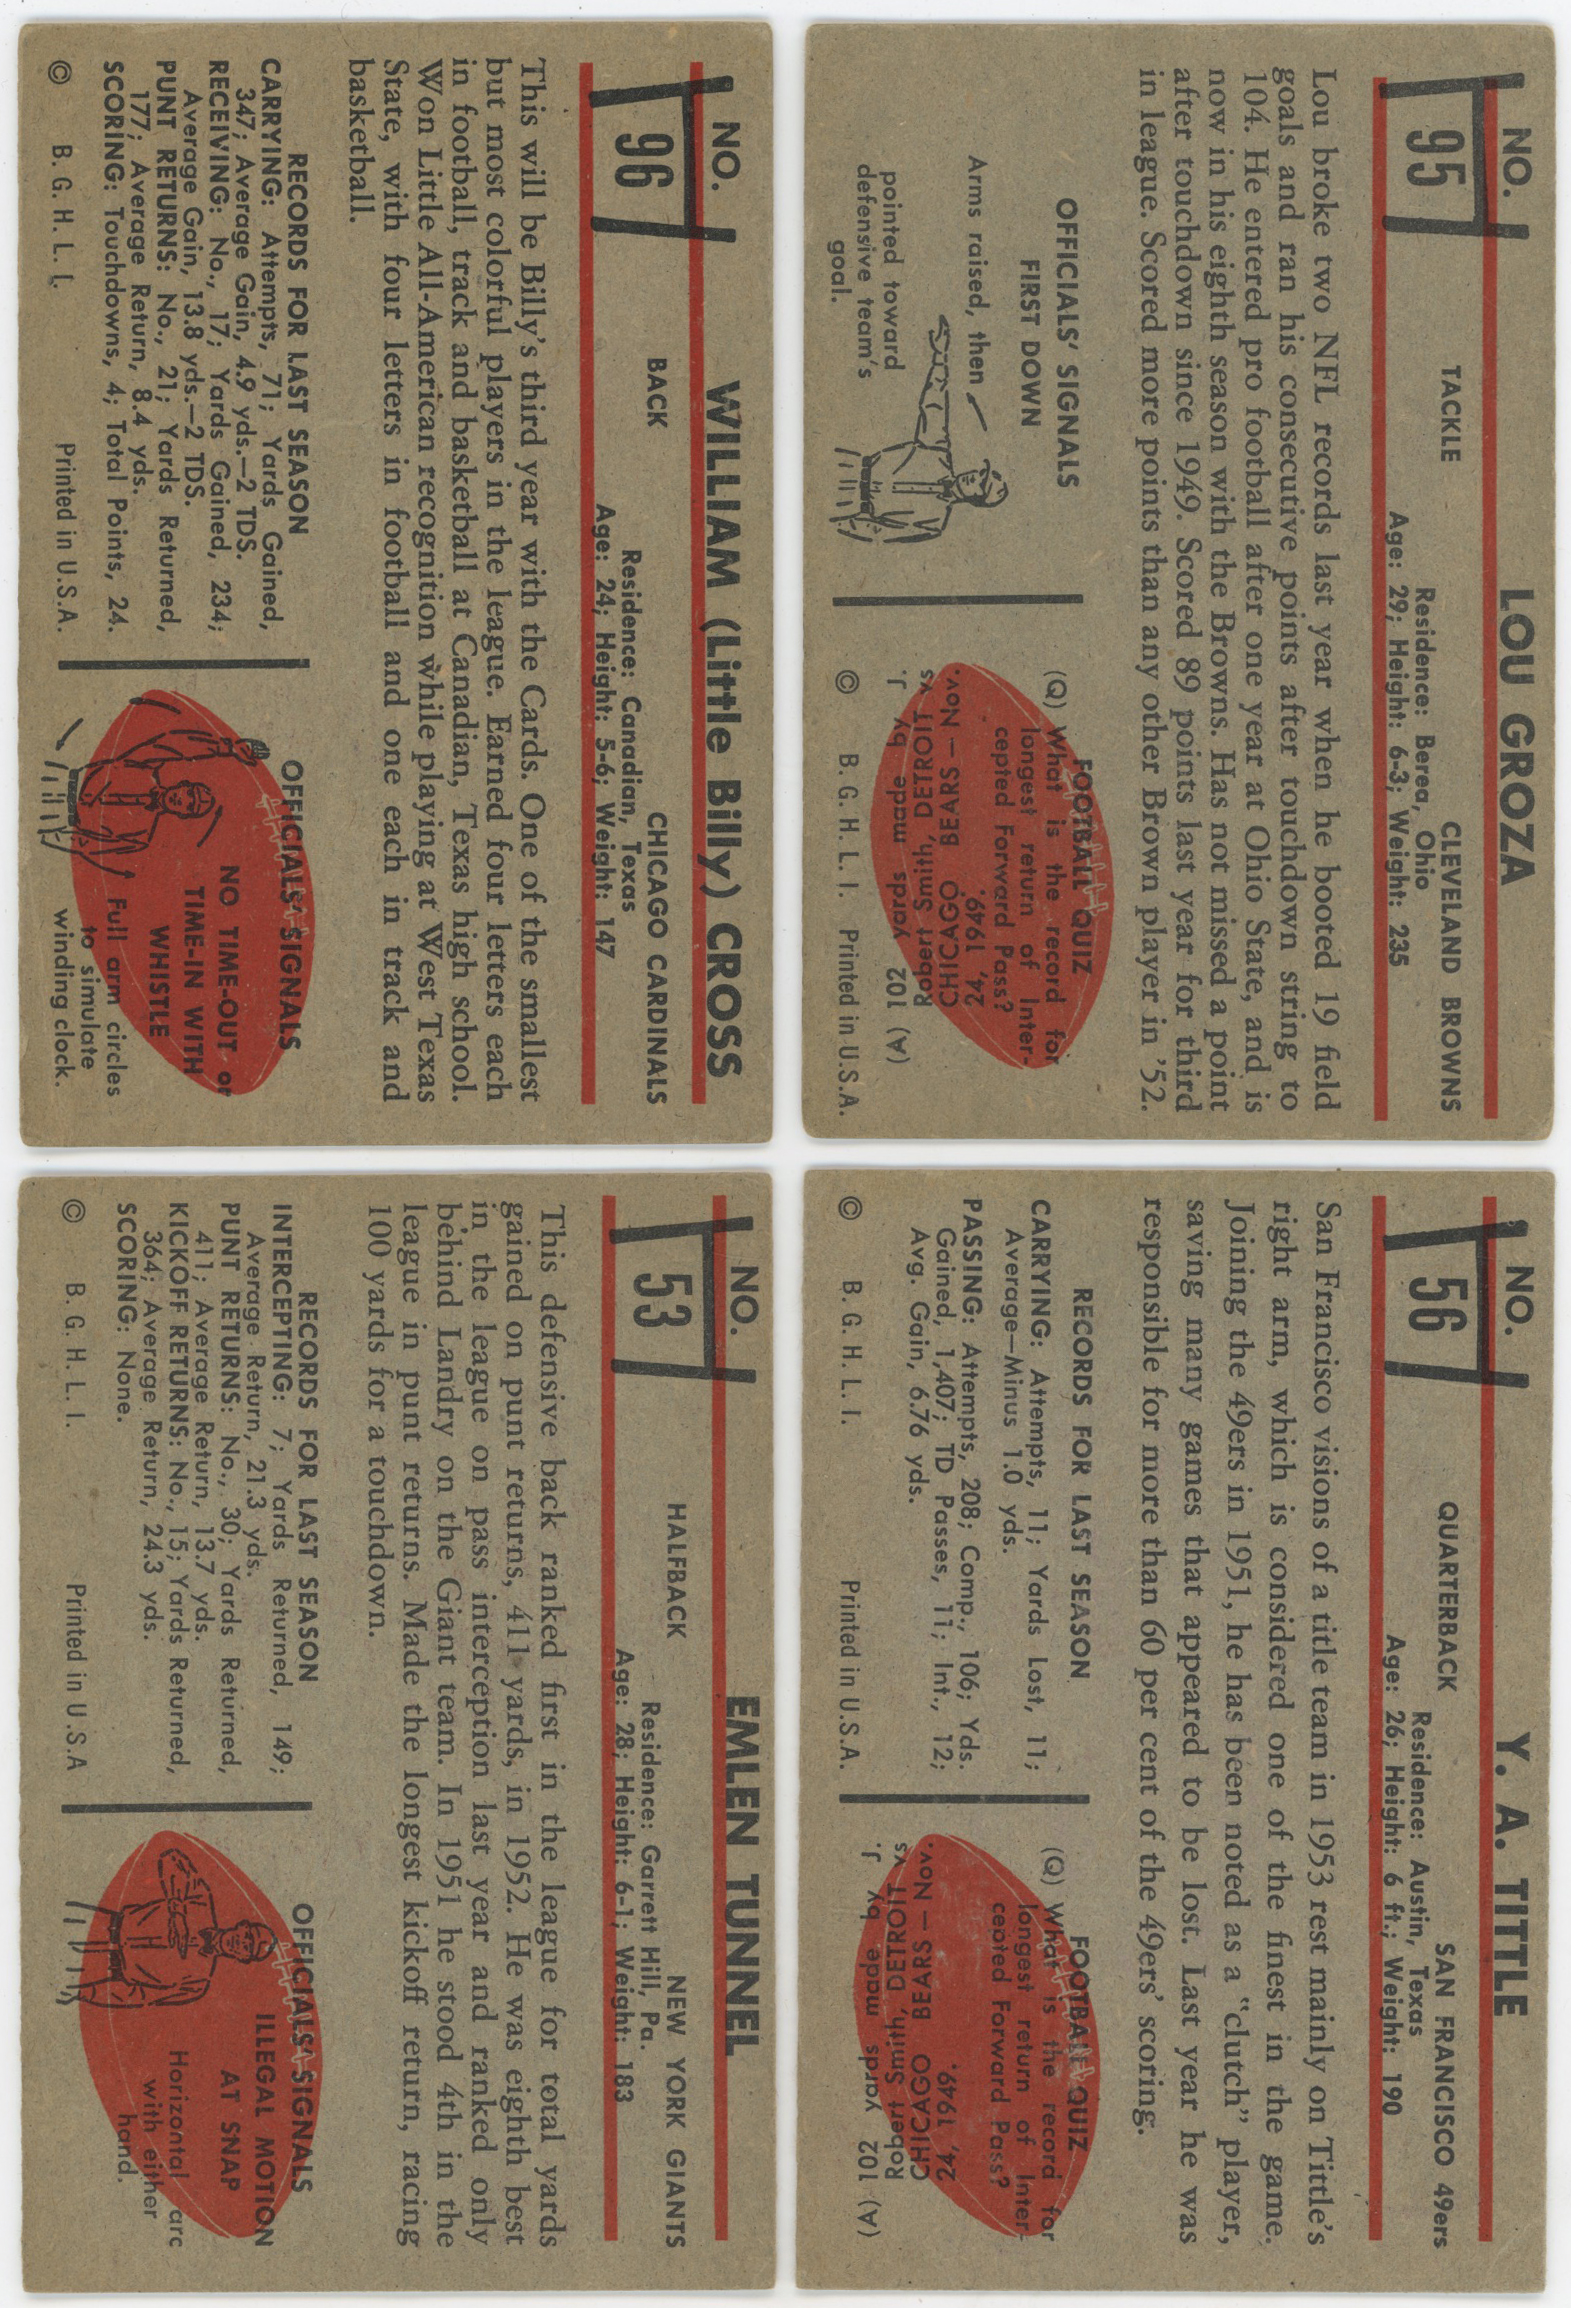 NO. 95
LOU GROZA
TACKLE
CLEVELAND BROWNS
Residence: Berea, Ohio
Age: 29; Height: 6-3; Weight: 235
Lou broke two NFL records last year when he booted 19 field
goals and ran his consecutive points after touchdown string to
104. He entered pro football after one year at Ohio State, and is
now in his eighth season with the Browns. Has not missed a point
after touchdown since 1949. Scored 89 points last year for third
in league. Scored more points than any other Brown player in '52.
OFFICIALS' SIGNALS
FIRST DOWN
Arms raised, then
pointed toward
defensive team's
goal.
FOOTBALL QUIZ
(Q) What is the record for
longest return of Inter-
cepted Forward Pass?
102 (A)
yards made by J.
Robert Smith, DETROIT vs
CHICAGO BEARS — Nov.
24, 1949.
© B. G. H. L. I. Printed in U.S.A.
NO. 96
WILLIAM (Little Billy) CROSS
BACK
CHICAGO CARDINALS
Residence: Canadian, Texas
Age: 24; Height: 5-6; Weight: 147
This will be Billy's third year with the Cards. One of the smallest
but most colorful players in the league. Earned four letters each
in football, track and basketball at Canadian, Texas high school.
Won Little All-American recognition while playing at West Texas
State, with four letters in football and one each in track and
basketball.
RECORDS FOR LAST SEASON
CARRYING: Attempts, 71; Yards Gained,
347; Average Gain, 4.9 yds.—2 TDS.
RECEIVING: No., 17; Yards Gained, 234;
Average Gain, 13.8 yds.—2 TDS.
PUNT RETURNS: No., 21; Yards Returned,
177; Average Return, 8.4 yds.
SCORING: Touchdowns, 4; Total Points, 24.
© B. G. H. L. I. Printed in U.S.A.
OFFICIALS' SIGNALS
NO TIME-OUT or
TIME-IN WITH
WHISTLE
Full arm circles
to simulate
winding clock.
NO. 56
Y. A. TITTLE
QUARTERBACK
SAN FRANCISCO 49ers
Residence: Austin, Texas
Age: 26; Height: 6 ft.; Weight: 190
San Francisco visions of a title team in 1953 rest mainly on Tittle's
right arm, which is considered one of the finest in the game.
Joining the 49ers in 1951, he has been noted as a "clutch" player,
saving many games that appeared to be lost. Last year he was
responsible for more than 60 per cent of the 49ers' scoring.
RECORDS FOR LAST SEASON
CARRYING: Attempts, 11; Yards Lost, 11;
Average—Minus 1.0 yds.
PASSING: Attempts, 208; Comp., 106; Yds.
Gained, 1,407; TD Passes, 11; Int., 12;
Avg. Gain, 6.76 yds.
© B. G. H. L. I. Printed in U.S.A.
FOOTBALL QUIZ
(Q) What is the record for
longest return of Inter-
cepted Forward Pass?
102 (A)
yards made by J.
Robert Smith, DETROIT vs
CHICAGO BEARS — Nov.
24, 1949.
NO. 53
EMLEN TUNNEL
HALFBACK
NEW YORK GIANTS
Residence: Garrett Hill, Pa.
Age: 28; Height: 6-1; Weight: 183
This defensive back ranked first in the league for total yards
gained on punt returns, 411 yards, in 1952. He was eighth best
in the league on pass interception last year and ranked only
behind Landry on the Giant team. In 1951 he stood 4th in the
league in punt returns. Made the longest kickoff return, racing
100 yards for a touchdown.
RECORDS FOR LAST SEASON
INTERCEPTING: 7; Yards Returned, 149;
Average Return, 21.3 yds.
PUNT RETURNS: No., 30; Yards Returned,
411; Average Return, 13.7 yds.
KICKOFF RETURNS: No., 15; Yards Returned,
364; Average Return, 24.3 yds.
SCORING: None.
© B. G. H. L. I. Printed in U.S.A
OFFICIALS' SIGNALS
ILLEGAL MOTION
AT SNAP
Horizontal arc
with either
hand.